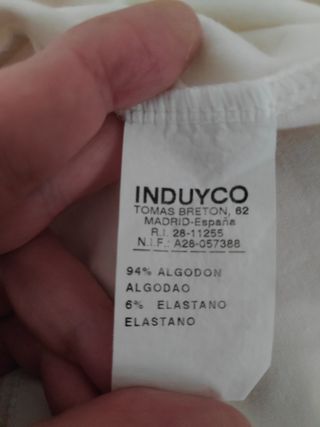 INDUYCO
TOMAS BRETON, 62
MADRID-España
R.I. 28-11255
N.I.F.: A28-057388
94% ALGODON
ALGODAO
6% ELASTANO
ELASTANO